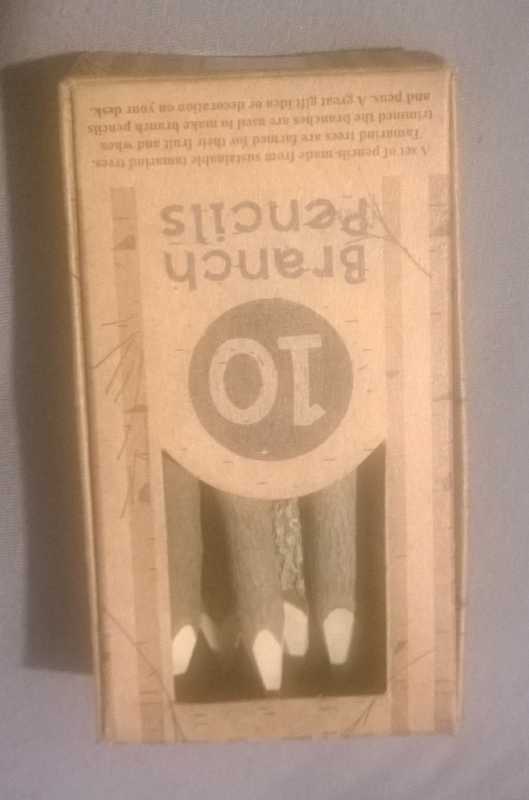 10
Branch
Pencils
A set of pencils made from sustainable tamarind trees.
Tamarind trees are farmed for their fruit and when
trimmed the branches are used to make branch pencils
and pens. A great gift idea or decoration on your desk.